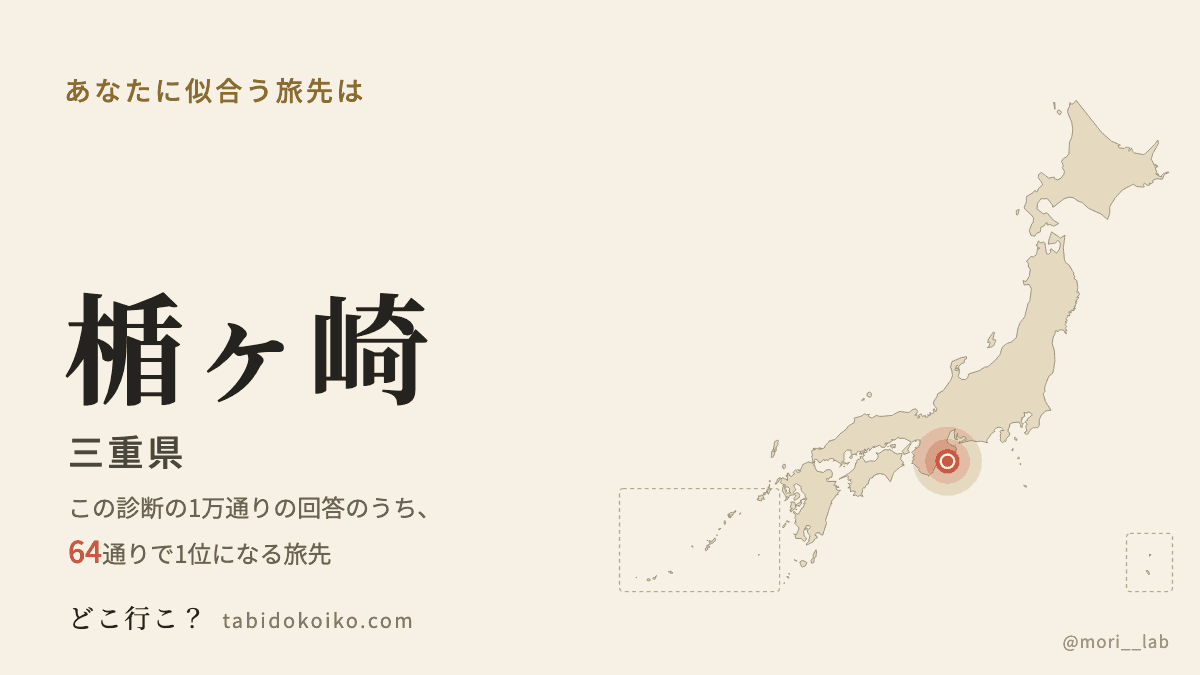 あなたに似合う旅先は
楯ヶ崎
三重県
この診断の1万通りの回答のうち、
64通りで1位になる旅先
どこ行こ？ tabidokoiko.com
@mori__lab